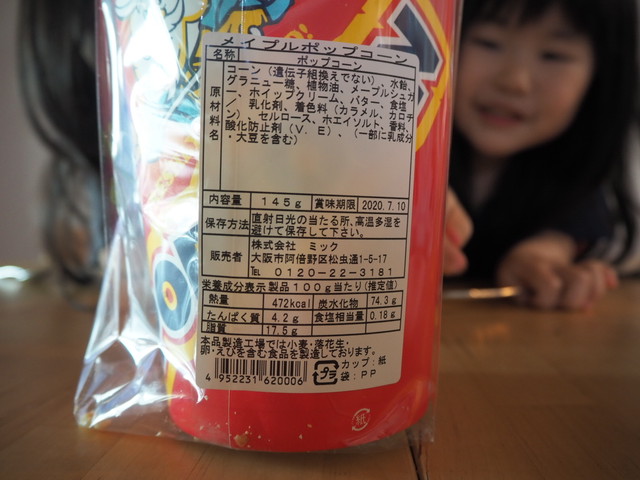 メイプルポップコーン
名称 ポップコーン
原材料名
コーン（遺伝子組換えでない）、水飴、
グラニュー糖、植物油、メープルシュガ
ー、ホイップクリーム、バター、食塩
／ 乳化剤、着色料（カラメル、カロチ
ン）、セルロース、ホエイソルト、香料、
酸化防止剤（Ｖ．Ｅ）、（一部に乳成分
・大豆を含む）
内容量 １４５ｇ 賞味期限 2020.7.10
保存方法 直射日光の当たる所、高温多湿を
避けて保存して下さい。
販売者 株式会社 ミック
大阪市阿倍野区松虫通1-5-17
TEL ０１２０－２２－３１８１
栄養成分表示 製品１００ｇ当たり(推定値)
熱量 472kcal 炭水化物 74.3g
たんぱく質 4.2g 食塩相当量 0.18g
脂質 17.5g
本品製造工場では小麦・落花生・
卵・えびを含む食品を製造しております。
4 952231 620006
プラ
カップ：紙
袋：ＰＰ
紙